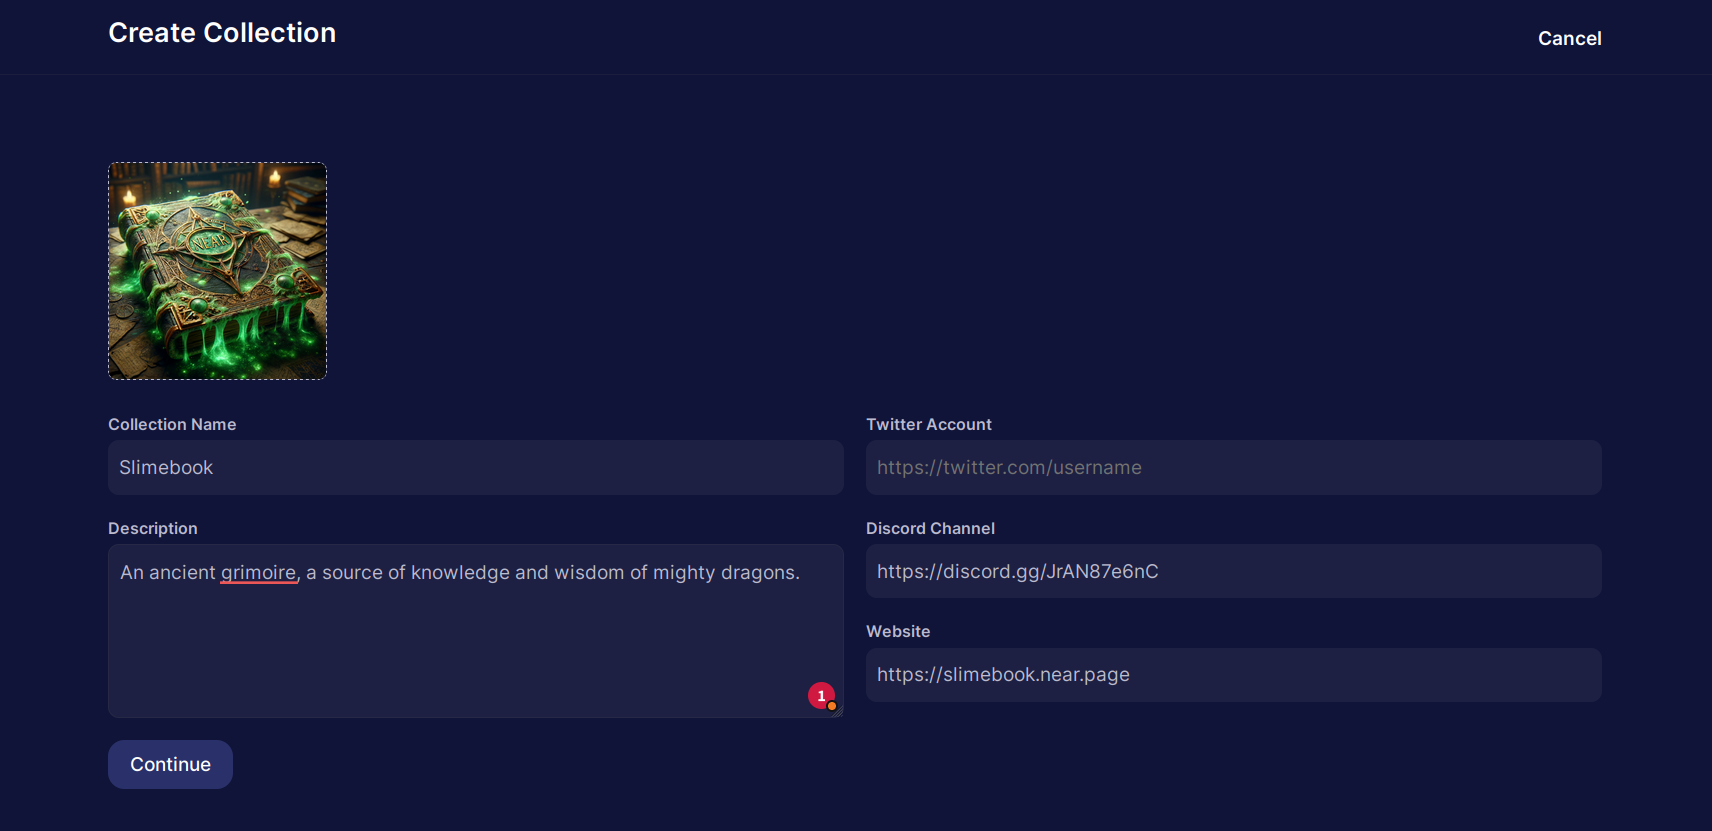 Create Collection
Cancel
NEAR
Collection Name
Slimebook
Twitter Account
https://twitter.com/username
Description
An ancient grimoire, a source of knowledge and wisdom of mighty dragons.
1
Discord Channel
https://discord.gg/JrAN87e6nC
Website
https://slimebook.near.page
Continue